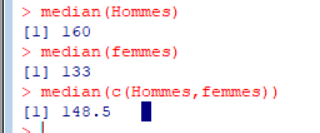 > median(Hommes)
[1] 160
> median(femmes)
[1] 133
> median(c(Hommes,femmes))
[1] 148.5
>